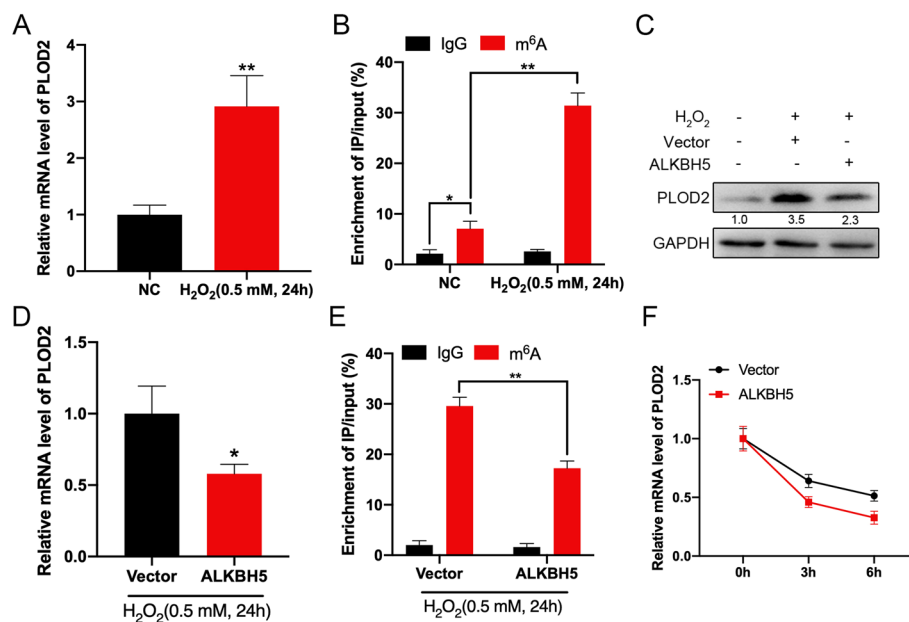 A
Relative mRNA level of PLOD2
4
3
2
1
0
**
NC
H₂O₂(0.5 mM, 24h)
B
IgG
m⁶A
Enrichment of IP/input (%)
40
30
20
10
0
*
**
NC
H₂O₂(0.5 mM, 24h)
C
H₂O₂ - + +
Vector - + -
ALKBH5 - - +
PLOD2
1.0 3.5 2.3
GAPDH
D
Relative mRNA level of PLOD2
1.5
1.0
0.5
0.0
*
Vector
ALKBH5
H₂O₂(0.5 mM, 24h)
E
IgG
m⁶A
Enrichment of IP/input (%)
40
30
20
10
0
**
Vector
ALKBH5
H₂O₂(0.5 mM, 24h)
F
Vector
ALKBH5
Relative mRNA level of PLOD2
1.5
1.0
0.5
0.0
0h
3h
6h